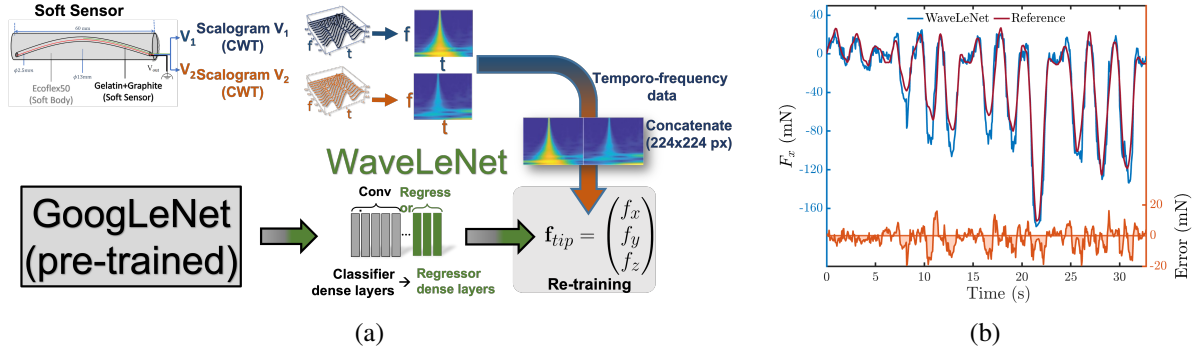 Soft Sensor
60 mm
φ2.5mm
φ13mm
Vout
Ecoflex50
(Soft Body)
Gelatin+Graphite
(Soft Sensor)
V1
Scalogram V1
(CWT)
V2
Scalogram V2
(CWT)
f
t
f
t
f
t
f
t
Temporo-frequency
data
Concatenate
(224x224 px)
WaveLeNet
GoogLeNet
(pre-trained)
Conv
Regress
or
...
Classifier
dense layers
→
Regressor
dense layers
f_tip = (f_x
f_y
f_z)
Re-training
(a)
WaveLeNet
Reference
40
0
-40
-80
-120
-160
F_x (mN)
20
0
-20
Error (mN)
0
5
10
15
20
25
30
Time (s)
(b)